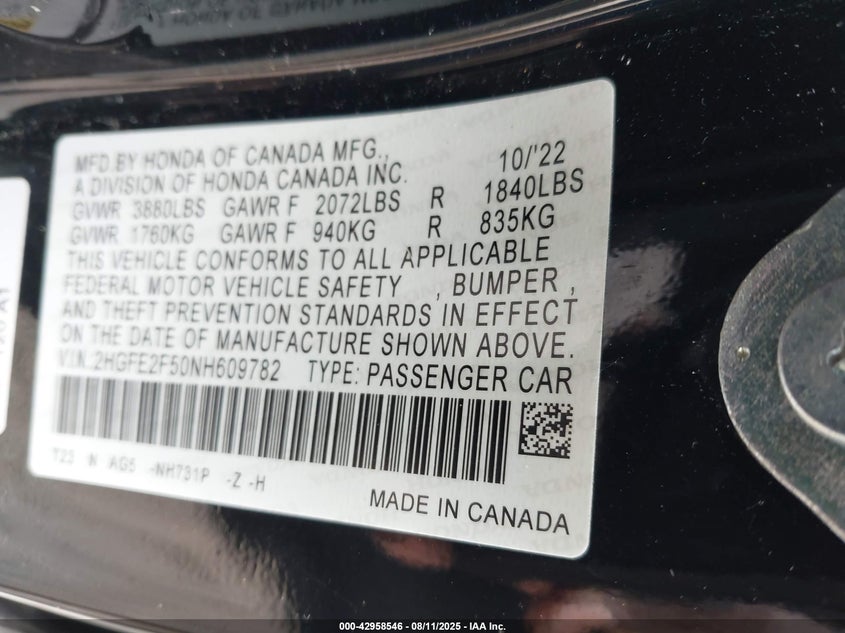 MFD.BY HONDA OF CANADA MFG., 10/'22
A DIVISION OF HONDA CANADA INC.
GVWR 3880LBS GAWR F 2072LBS R 1840LBS
GVWR 1760KG GAWR F 940KG R 835KG
THIS VEHICLE CONFORMS TO ALL APPLICABLE
FEDERAL MOTOR VEHICLE SAFETY , BUMPER ,
AND THEFT PREVENTION STANDARDS IN EFFECT
ON THE DATE OF MANUFACTURE SHOWN ABOVE.
VIN:2HGFE2F50NH609782 TYPE: PASSENGER CAR
T23 N AG5 -NH731P -Z -H
MADE IN CANADA
000-42958546 - 08/11/2025 - IAA Inc.